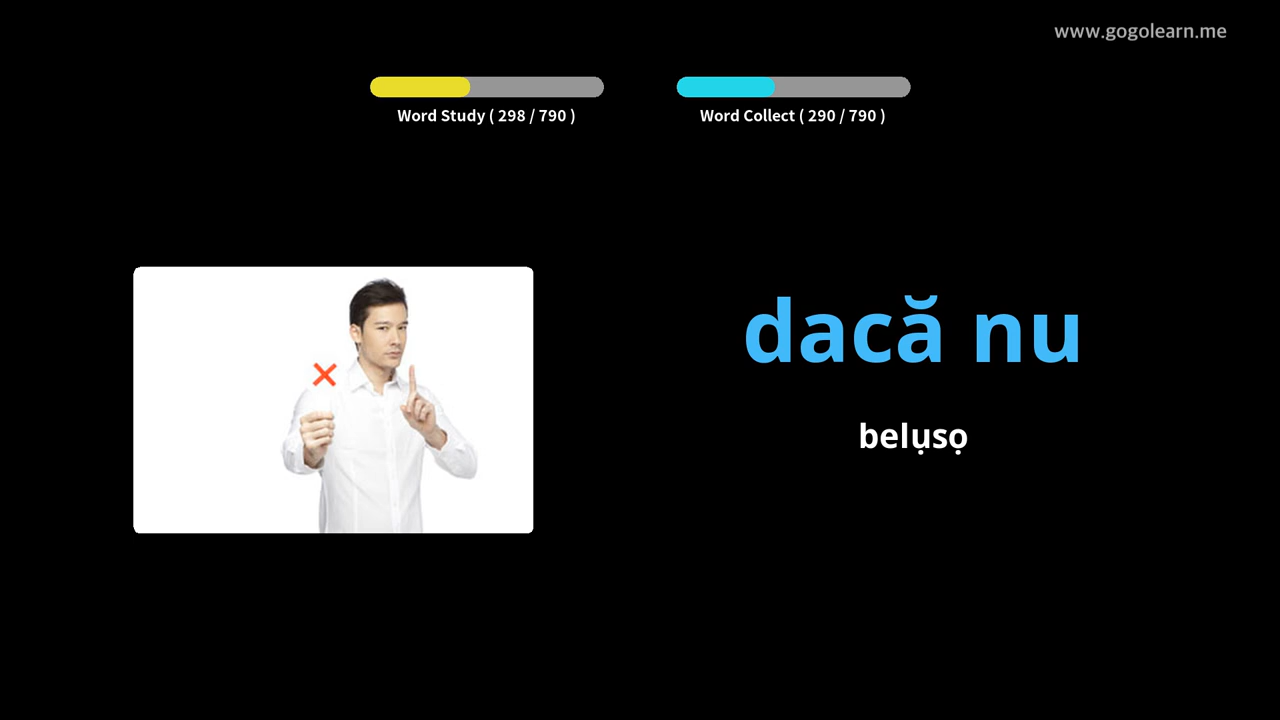 www.gogolearn.me
Word Study ( 298 / 790 )
Word Collect ( 290 / 790 )
dacă nu
belụsọ